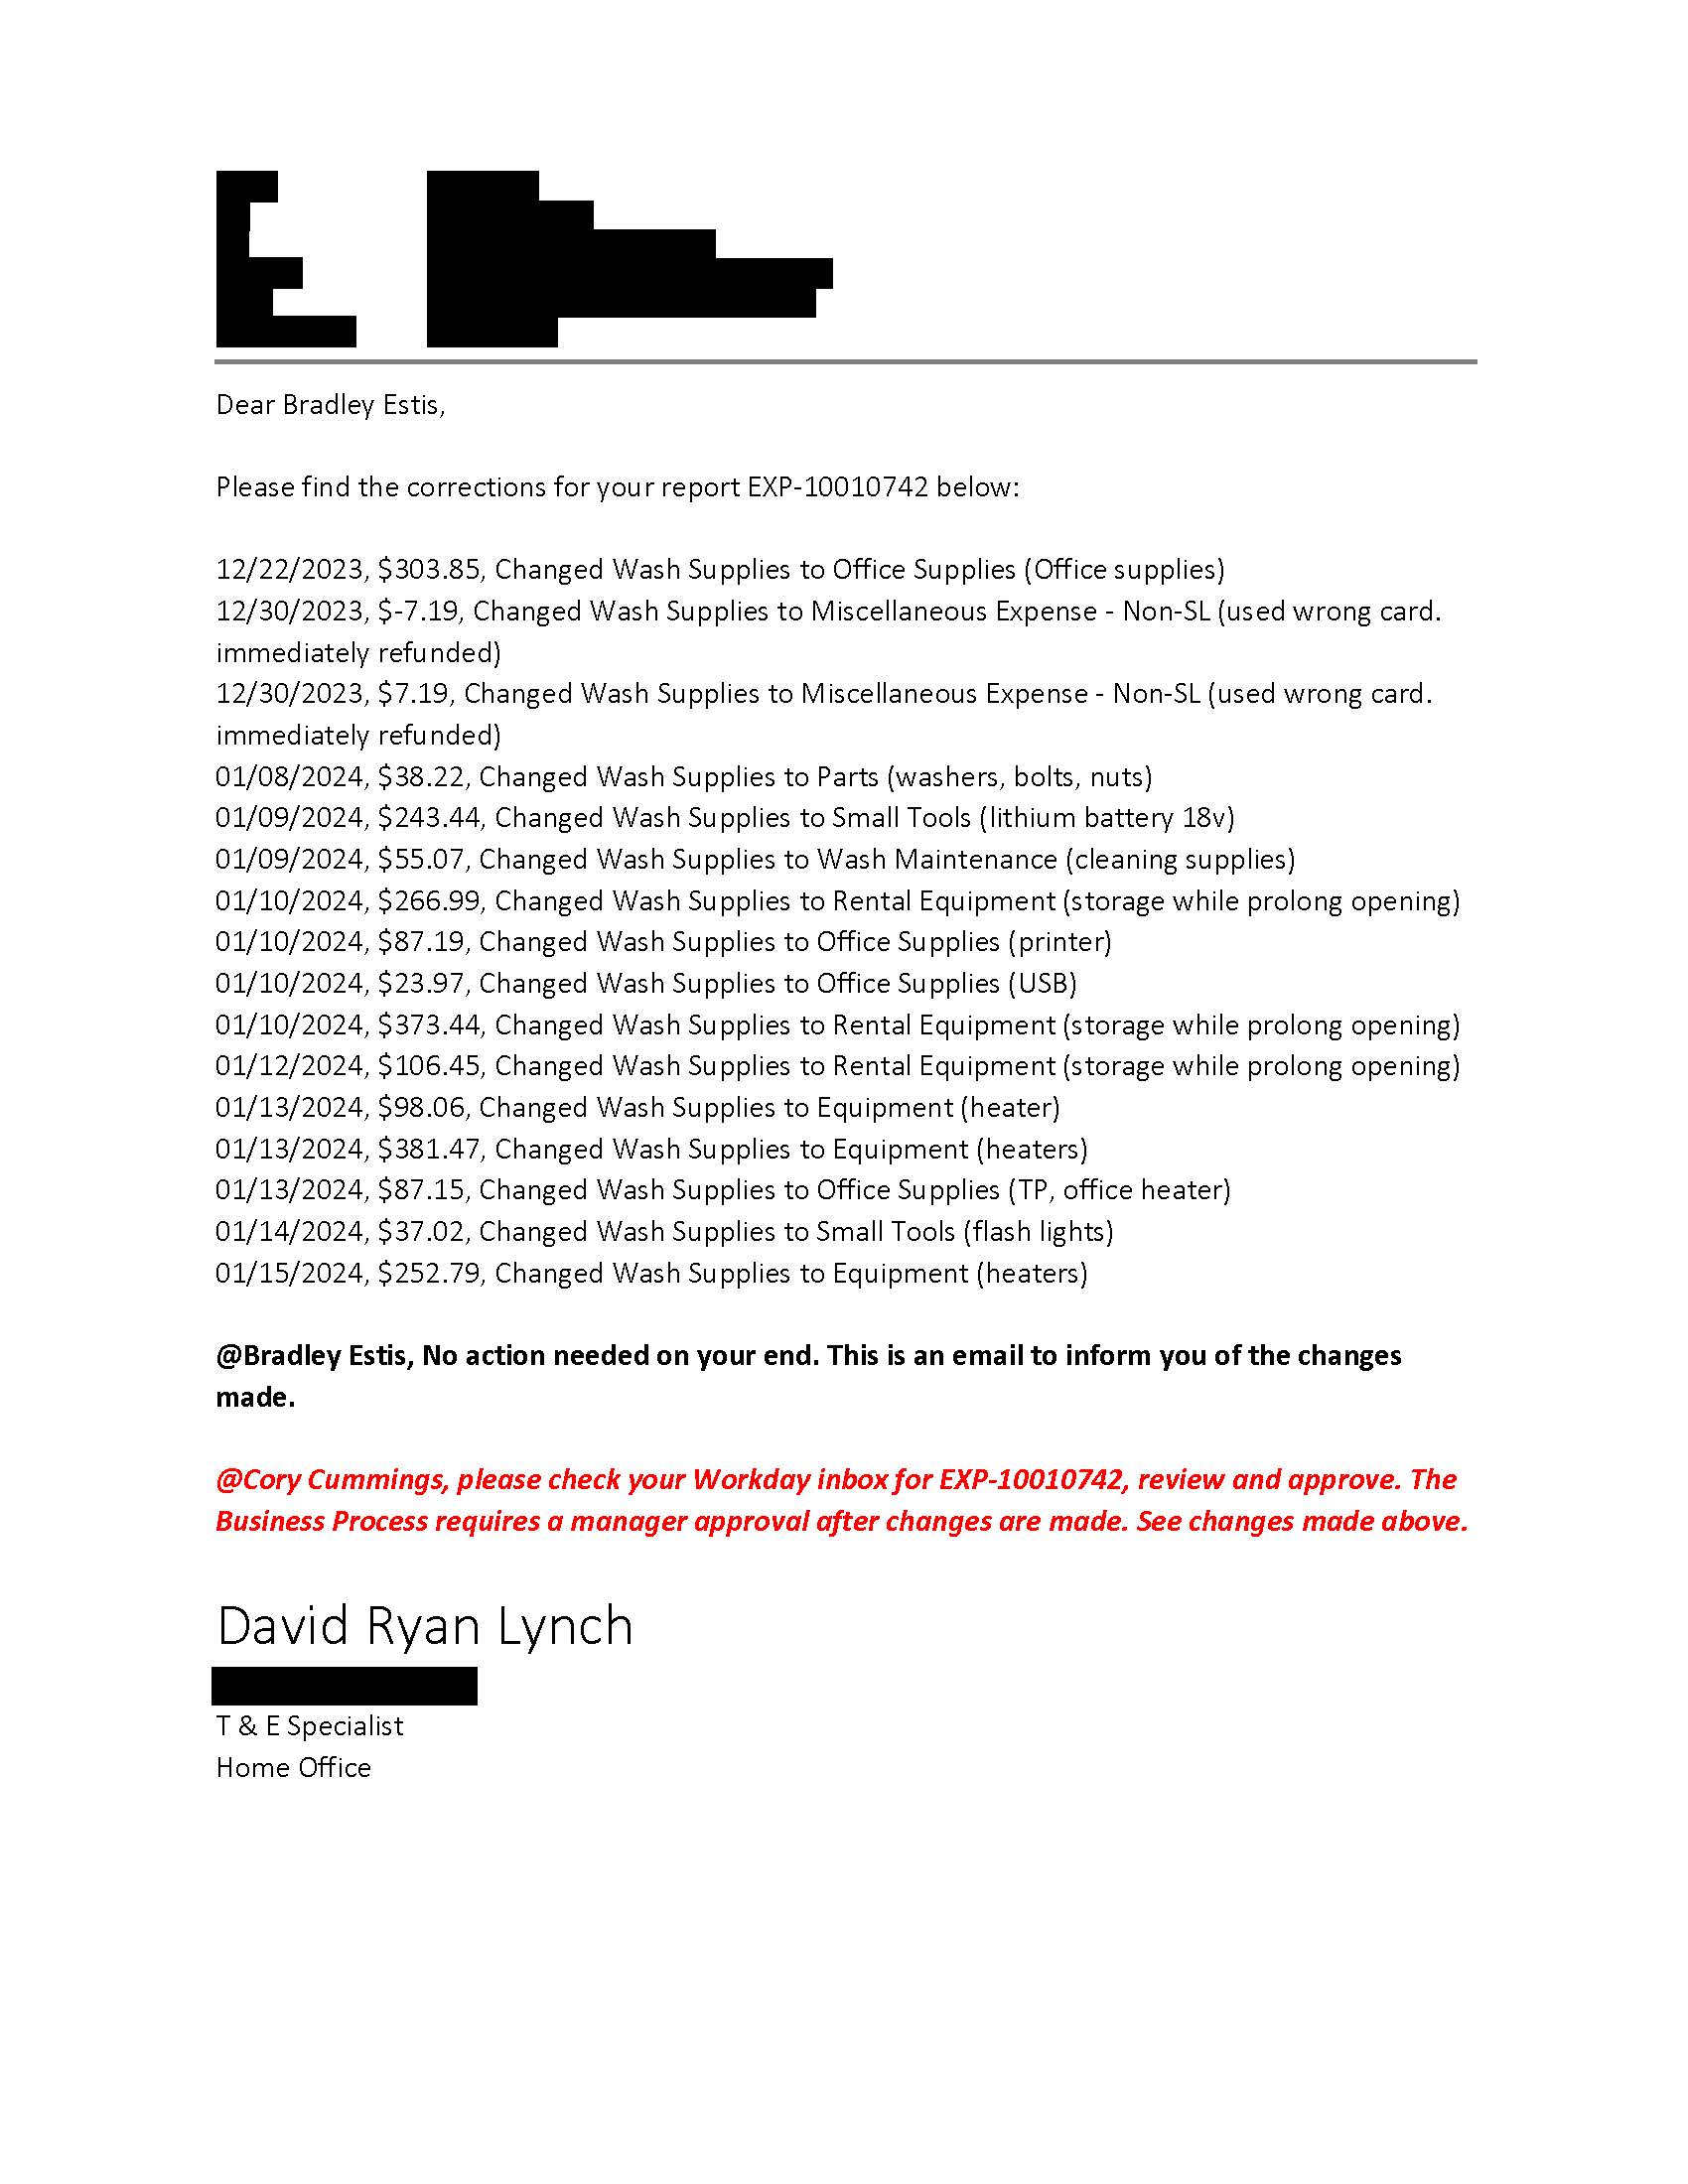 Dear Bradley Estis,
Please find the corrections for your report EXP-10010742 below:
12/22/2023, $303.85, Changed Wash Supplies to Office Supplies (Office supplies)
12/30/2023, $-7.19, Changed Wash Supplies to Miscellaneous Expense - Non-SL (used wrong card.
immediately refunded)
12/30/2023, $7.19, Changed Wash Supplies to Miscellaneous Expense - Non-SL (used wrong card.
immediately refunded)
01/08/2024, $38.22, Changed Wash Supplies to Parts (washers, bolts, nuts)
01/09/2024, $243.44, Changed Wash Supplies to Small Tools (lithium battery 18v)
01/09/2024, $55.07, Changed Wash Supplies to Wash Maintenance (cleaning supplies)
01/10/2024, $266.99, Changed Wash Supplies to Rental Equipment (storage while prolong opening)
01/10/2024, $87.19, Changed Wash Supplies to Office Supplies (printer)
01/10/2024, $23.97, Changed Wash Supplies to Office Supplies (USB)
01/10/2024, $373.44, Changed Wash Supplies to Rental Equipment (storage while prolong opening)
01/12/2024, $106.45, Changed Wash Supplies to Rental Equipment (storage while prolong opening)
01/13/2024, $98.06, Changed Wash Supplies to Equipment (heater)
01/13/2024, $381.47, Changed Wash Supplies to Equipment (heaters)
01/13/2024, $87.15, Changed Wash Supplies to Office Supplies (TP, office heater)
01/14/2024, $37.02, Changed Wash Supplies to Small Tools (flash lights)
01/15/2024, $252.79, Changed Wash Supplies to Equipment (heaters)
@Bradley Estis, No action needed on your end. This is an email to inform you of the changes
made.
@Cory Cummings, please check your Workday inbox for EXP-10010742, review and approve. The
Business Process requires a manager approval after changes are made. See changes made above.
David Ryan Lynch
T & E Specialist
Home Office